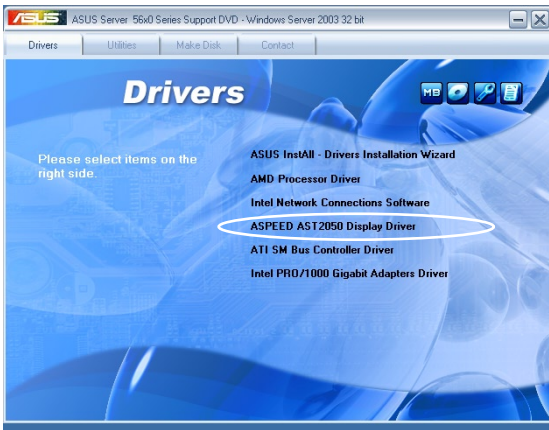 ASUS ASUS Server 56x0 Series Support DVD - Windows Server 2003 32 bit
Drivers Utilities Make Disk Contact
Drivers
MB
Please select items on the
right side.
ASUS InstAll - Drivers Installation Wizard
AMD Processor Driver
Intel Network Connections Software
ASPEED AST2050 Display Driver
ATI SM Bus Controller Driver
Intel PRO/1000 Gigabit Adapters Driver